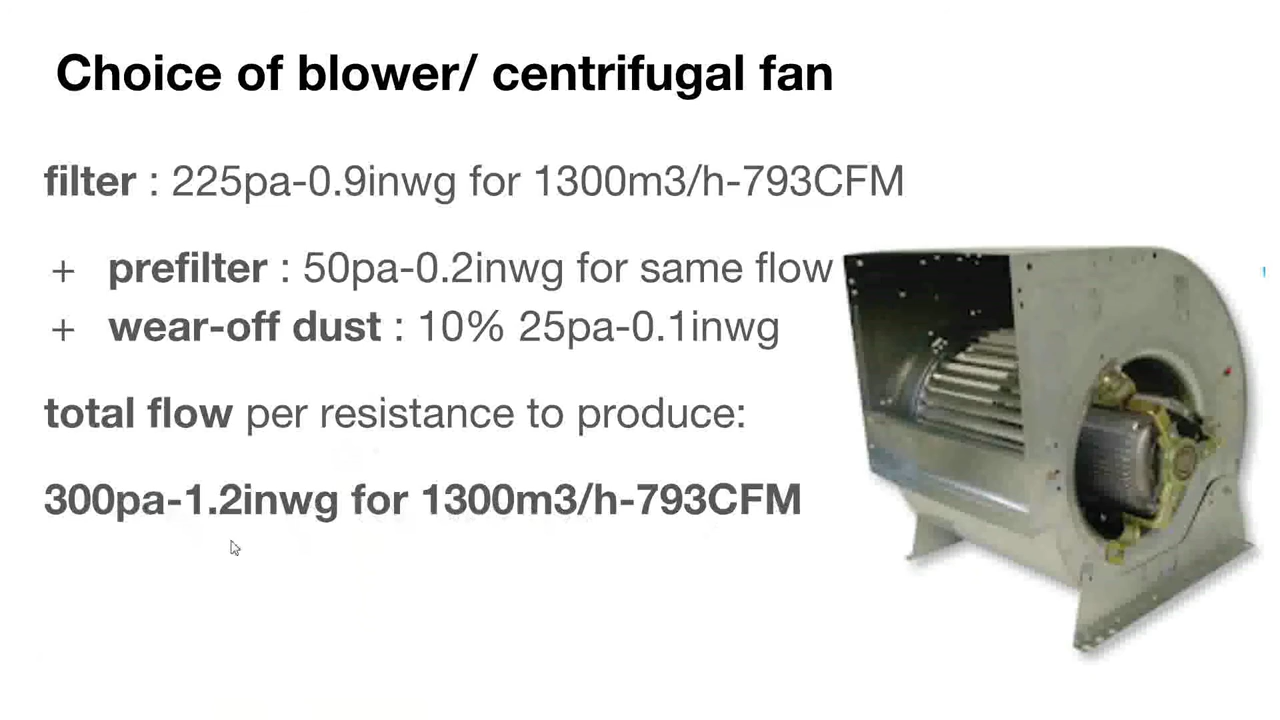 Choice of blower/ centrifugal fan
filter : 225pa-0.9inwg for 1300m3/h-793CFM
+ prefilter : 50pa-0.2inwg for same flow
+ wear-off dust : 10% 25pa-0.1inwg
total flow per resistance to produce:
300pa-1.2inwg for 1300m3/h-793CFM